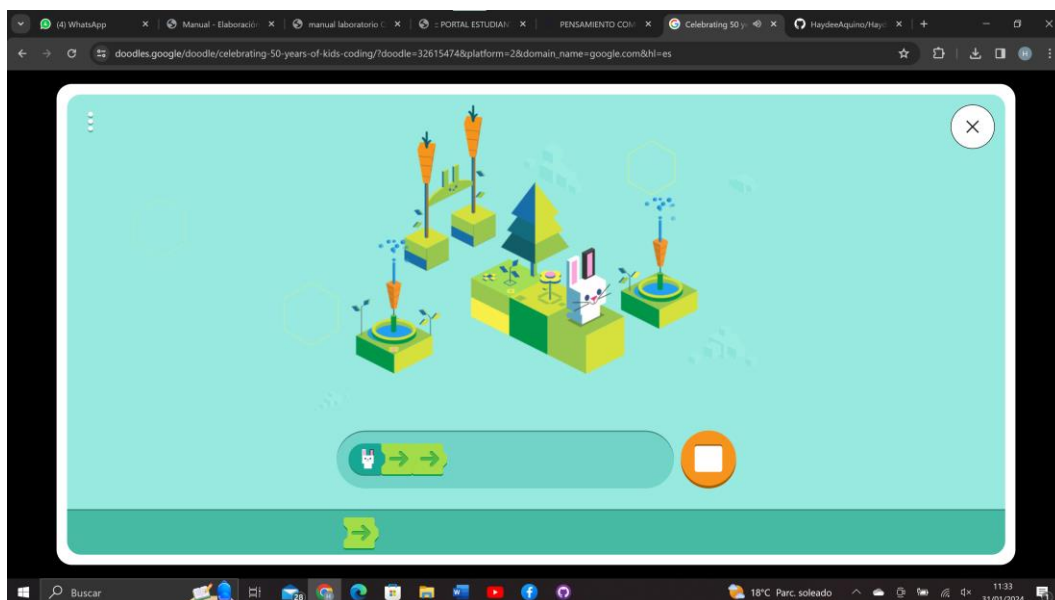 (4) WhatsApp
Manual - Elaboración
manual laboratorio C
:: PORTAL ESTUDIAN
PENSAMIENTO COM
Celebrating 50 y
HaydeeAquino/Hayd
doodles.google/doodle/celebrating-50-years-of-kids-coding/?doodle=32615474&platform=2&domain_name=google.com&hl=es
H
Buscar
28
18°C Parc. soleado
11:33
31/01/2024